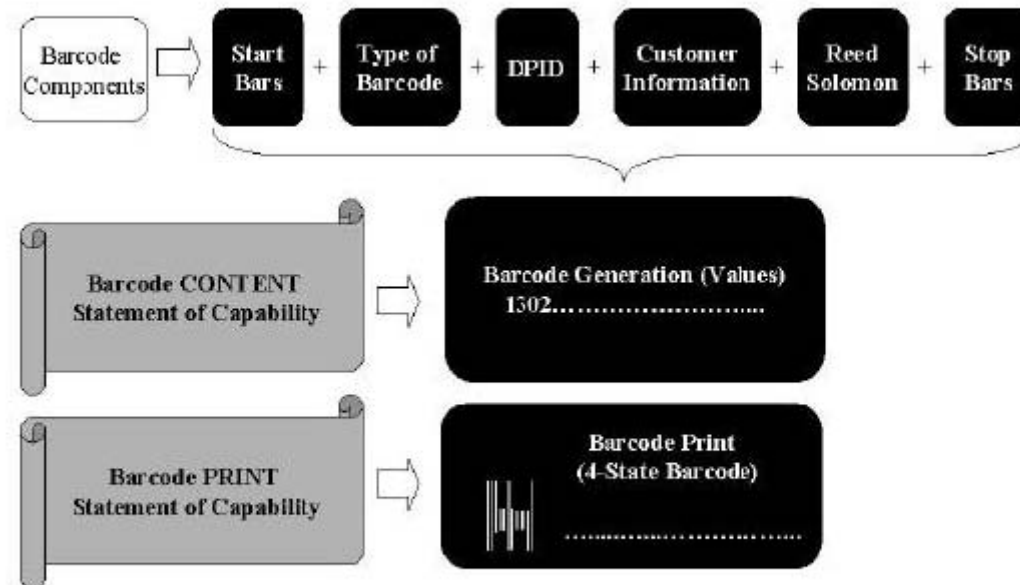 Barcode
Components
Start
Bars
+
Type of
Barcode
+
DPID
+
Customer
Information
+
Reed
Solomon
+
Stop
Bars
Barcode CONTENT
Statement of Capability
Barcode Generation (Values)
1302.............................
Barcode PRINT
Statement of Capability
Barcode Print
(4-State Barcode)
.................................